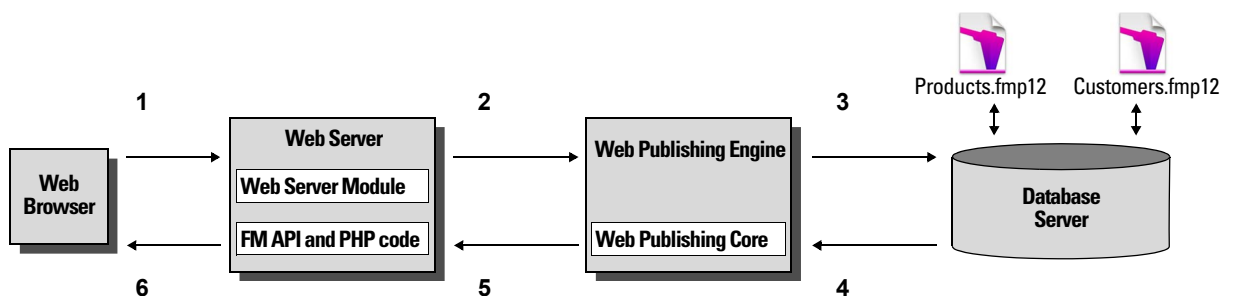 Products.fmp12
Customers.fmp12
1
2
3
Web Server
Web Publishing Engine
Web Server Module
Web
Browser
Database
Server
FM API and PHP code
Web Publishing Core
6
5
4